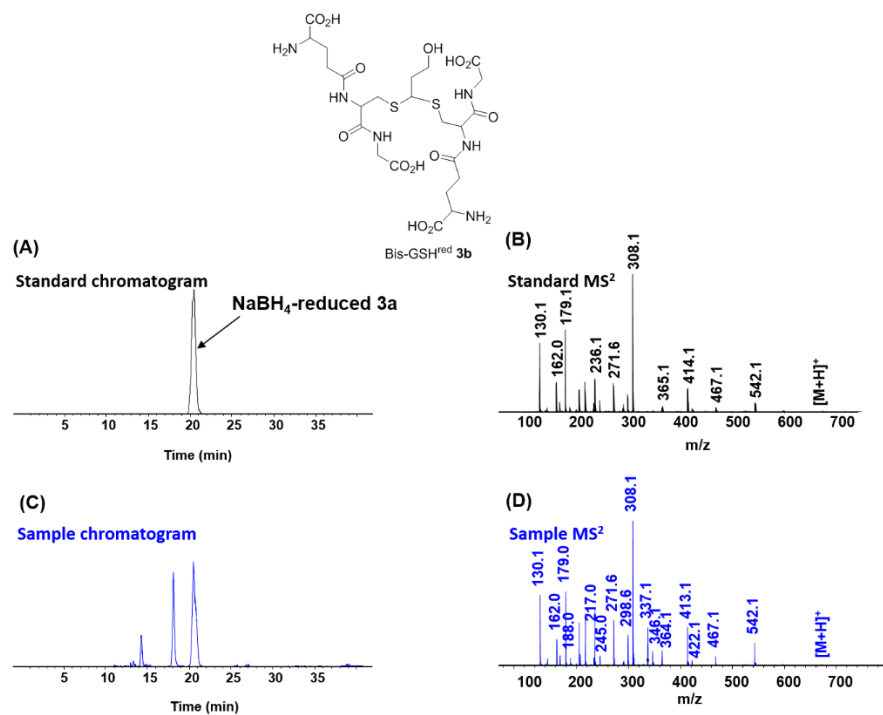 CO₂H
H₂N
O
OH
HO₂C
HN
S
S
NH
O
O
NH
O
NH
CO₂H
O
HO₂C
NH₂
Bis-GSHʳᵉᵈ 3b
(A)
Standard chromatogram
NaBH₄-reduced 3a
5 10 15 20 25 30 35
Time (min)
(B)
Standard MS²
130.1
162.0
179.1
236.1
271.6
308.1
365.1
414.1
467.1
542.1
[M+H]⁺
100 200 300 400 500 600 700
m/z
(C)
Sample chromatogram
5 10 15 20 25 30 35
Time (min)
(D)
Sample MS²
130.1
162.0
179.0
188.0
217.0
245.0
271.6
298.6
308.1
337.1
346.1
364.1
413.1
422.1
467.1
542.1
[M+H]⁺
100 200 300 400 500 600 700
m/z